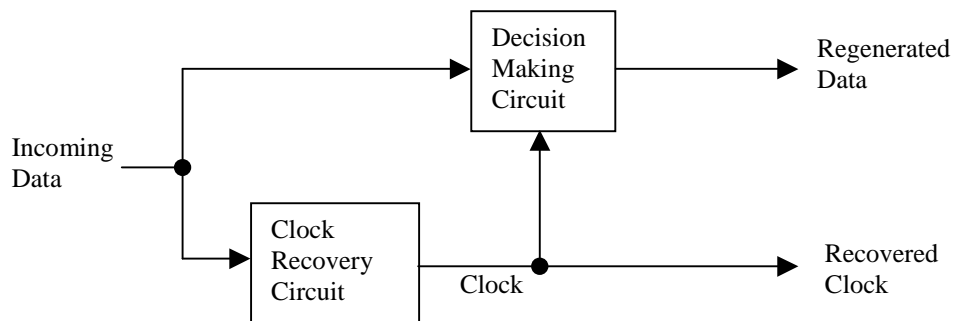 Decision
Making
Circuit
Regenerated
Data
Incoming
Data
Clock
Recovery
Circuit
Clock
Recovered
Clock